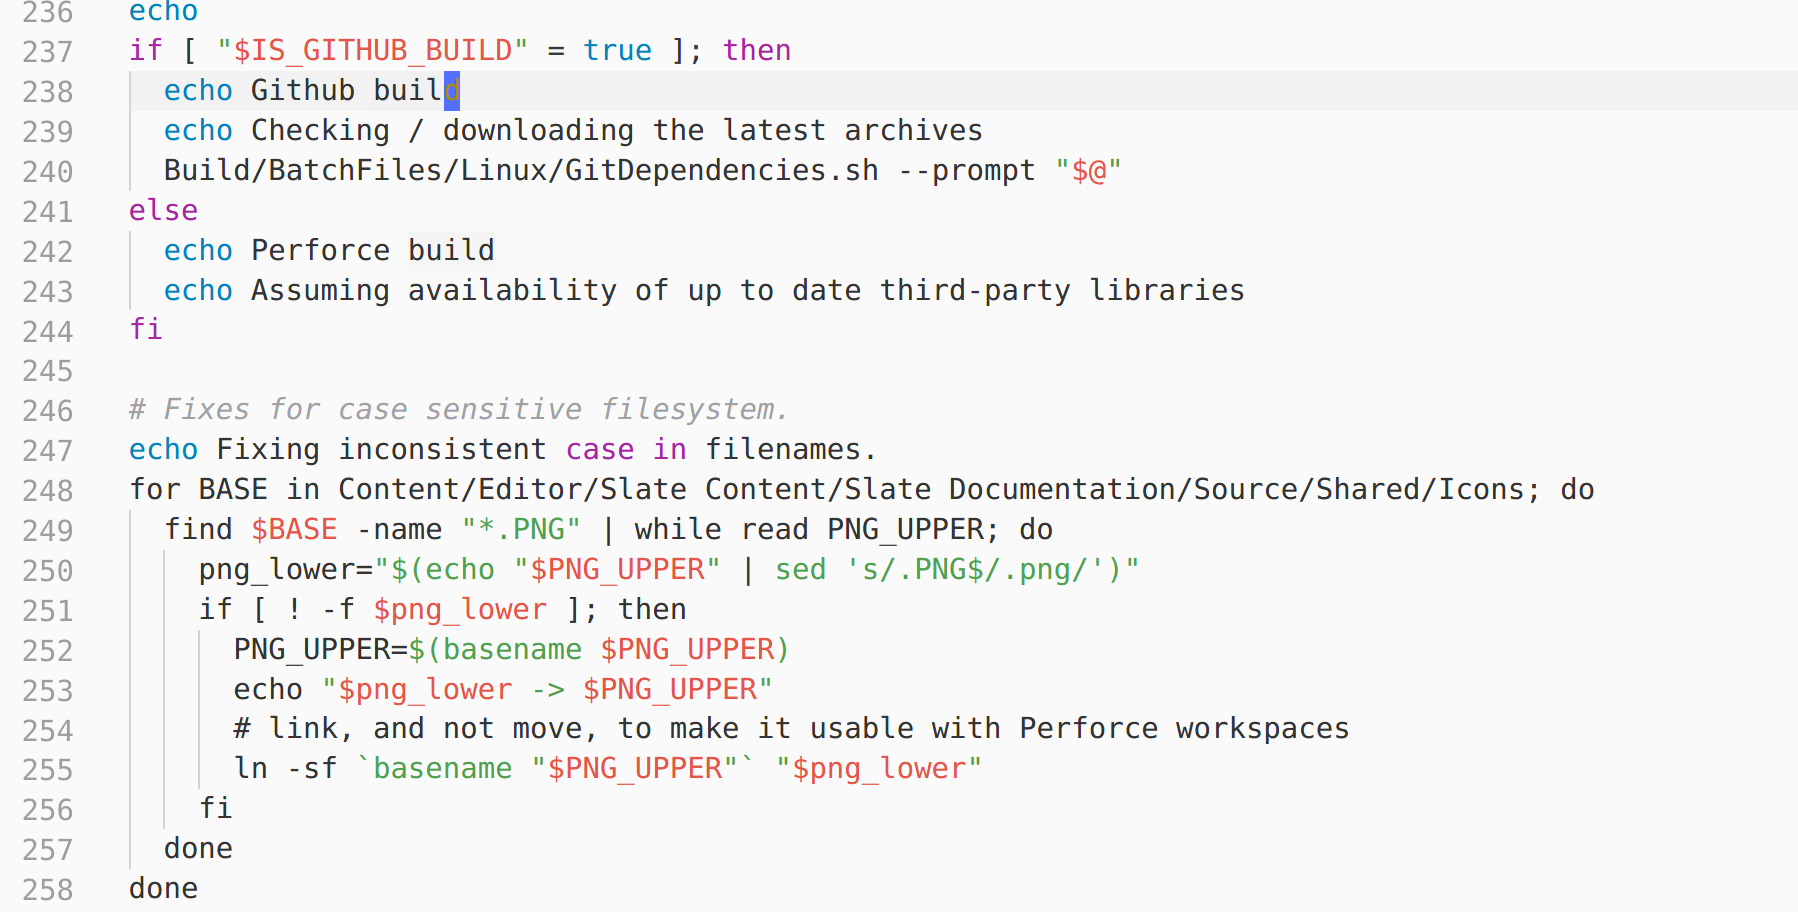 236 echo
237 if [ "$IS_GITHUB_BUILD" = true ]; then
238   echo Github build
239   echo Checking / downloading the latest archives
240   Build/BatchFiles/Linux/GitDependencies.sh --prompt "$@"
241 else
242   echo Perforce build
243   echo Assuming availability of up to date third-party libraries
244 fi
245
246 # Fixes for case sensitive filesystem.
247 echo Fixing inconsistent case in filenames.
248 for BASE in Content/Editor/Slate Content/Slate Documentation/Source/Shared/Icons; do
249   find $BASE -name "*.PNG" | while read PNG_UPPER; do
250     png_lower="$(echo "$PNG_UPPER" | sed 's/.PNG$/.png/')"
251     if [ ! -f $png_lower ]; then
252       PNG_UPPER=$(basename $PNG_UPPER)
253       echo "$png_lower -> $PNG_UPPER"
254       # link, and not move, to make it usable with Perforce workspaces
255       ln -sf `basename "$PNG_UPPER"` "$png_lower"
256     fi
257   done
258 done